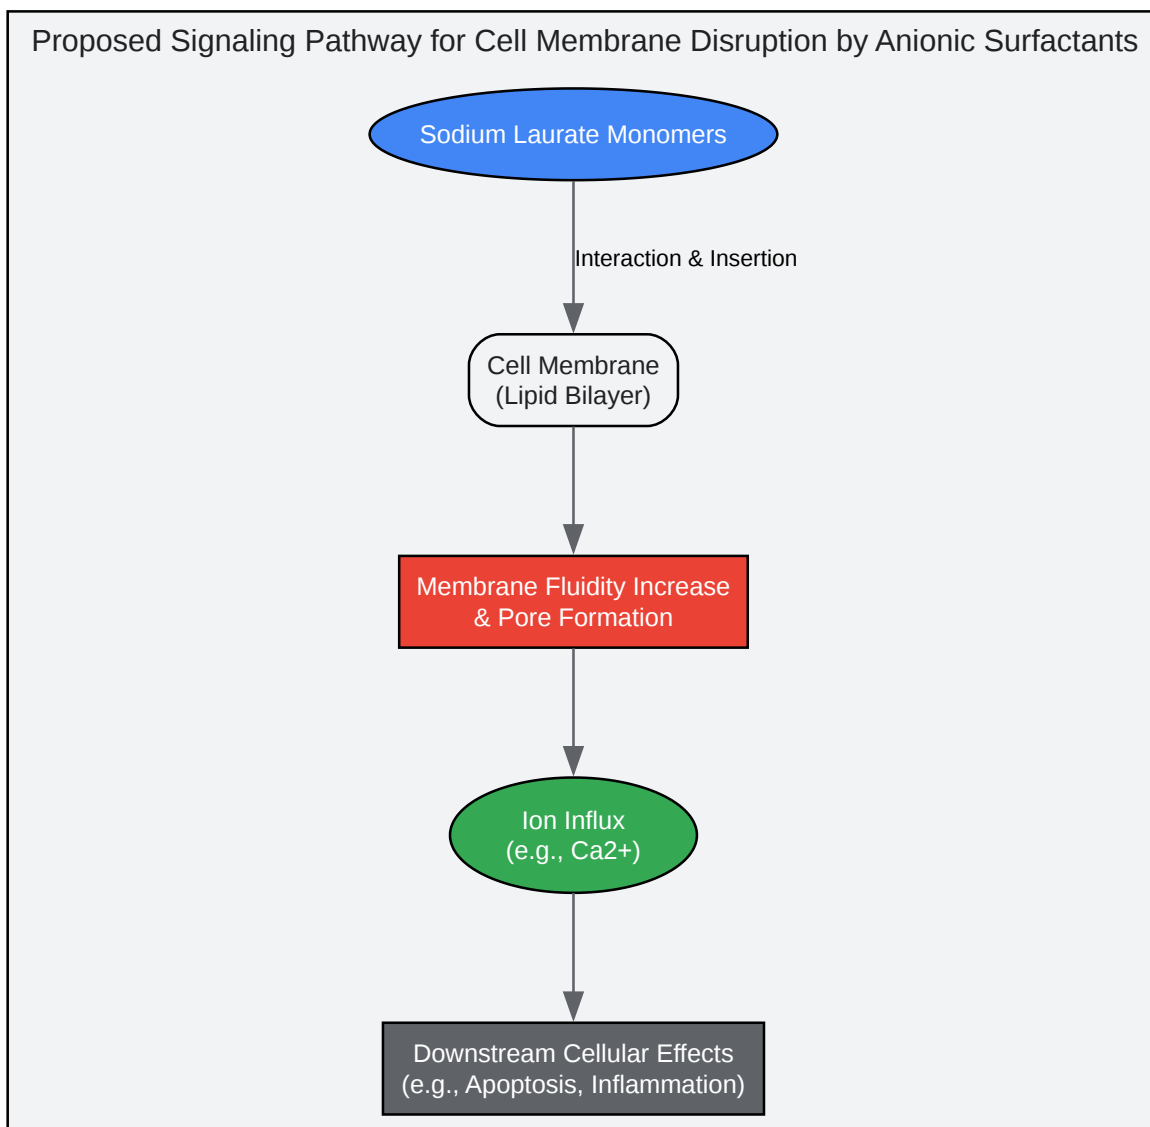 Proposed Signaling Pathway for Cell Membrane Disruption by Anionic Surfactants
Sodium Laurate Monomers
Interaction & Insertion
Cell Membrane
(Lipid Bilayer)
Membrane Fluidity Increase
& Pore Formation
Ion Influx
(e.g., Ca2+)
Downstream Cellular Effects
(e.g., Apoptosis, Inflammation)